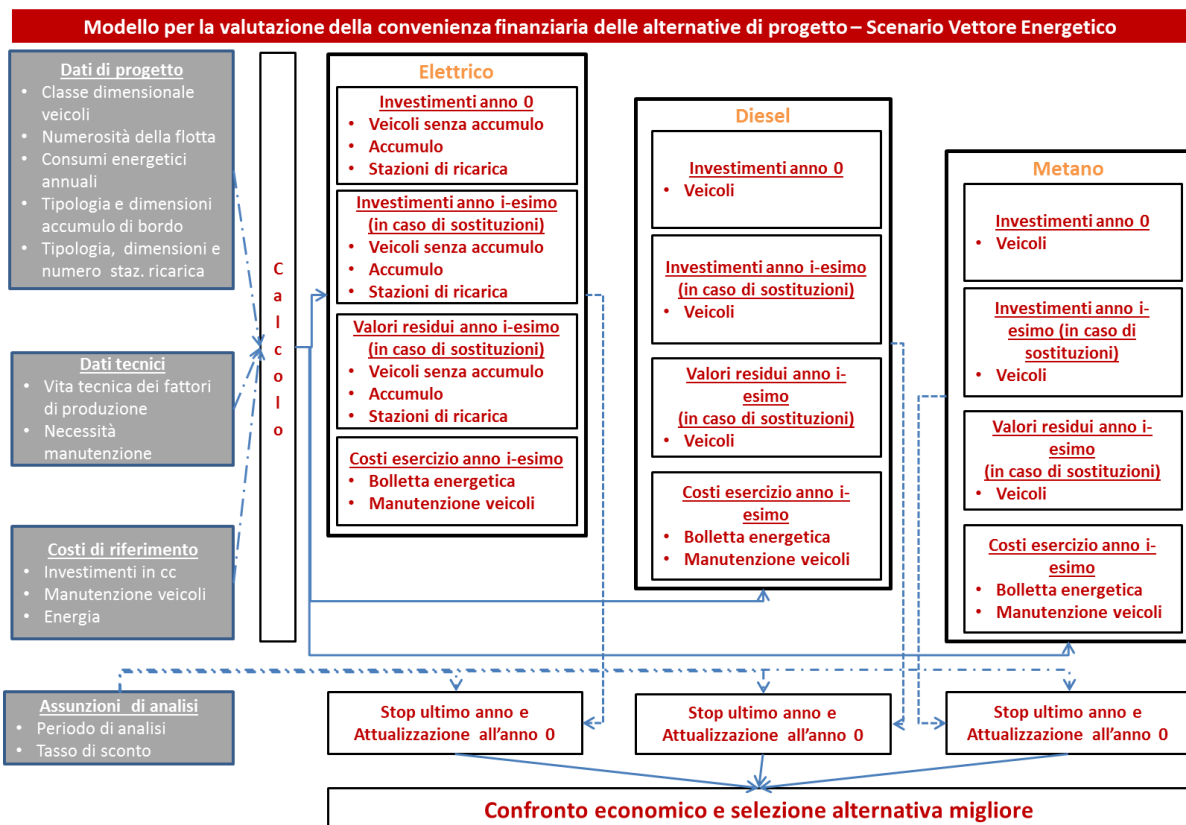 Modello per la valutazione della convenienza finanziaria delle alternative di progetto – Scenario Vettore Energetico
Dati di progetto
• Classe dimensionale
veicoli
• Numerosità della flotta
• Consumi energetici
annuali
• Tipologia e dimensioni
accumulo di bordo
• Tipologia, dimensioni e
numero staz. ricarica
Dati tecnici
• Vita tecnica dei fattori
di produzione
• Necessità
manutenzione
Costi di riferimento
• Investimenti in cc
• Manutenzione veicoli
• Energia
Assunzioni di analisi
• Periodo di analisi
• Tasso di sconto
C
a
l
c
o
l
o
Elettrico
Investimenti anno 0
• Veicoli senza accumulo
• Accumulo
• Stazioni di ricarica
Investimenti anno i-esimo
(in caso di sostituzioni)
• Veicoli senza accumulo
• Accumulo
• Stazioni di ricarica
Valori residui anno i-esimo
(in caso di sostituzioni)
• Veicoli senza accumulo
• Accumulo
• Stazioni di ricarica
Costi esercizio anno i-esimo
• Bolletta energetica
• Manutenzione veicoli
Diesel
Investimenti anno 0
• Veicoli
Investimenti anno i-esimo
(in caso di sostituzioni)
• Veicoli
Valori residui anno i-
esimo
(in caso di sostituzioni)
• Veicoli
Costi esercizio anno i-
esimo
• Bolletta energetica
• Manutenzione veicoli
Metano
Investimenti anno 0
• Veicoli
Investimenti anno i-
esimo (in caso di
sostituzioni)
• Veicoli
Valori residui anno i-
esimo
(in caso di sostituzioni)
• Veicoli
Costi esercizio anno i-
esimo
• Bolletta energetica
• Manutenzione veicoli
Stop ultimo anno e
Attualizzazione all'anno 0
Stop ultimo anno e
Attualizzazione all'anno 0
Stop ultimo anno e
Attualizzazione all'anno 0
Confronto economico e selezione alternativa migliore